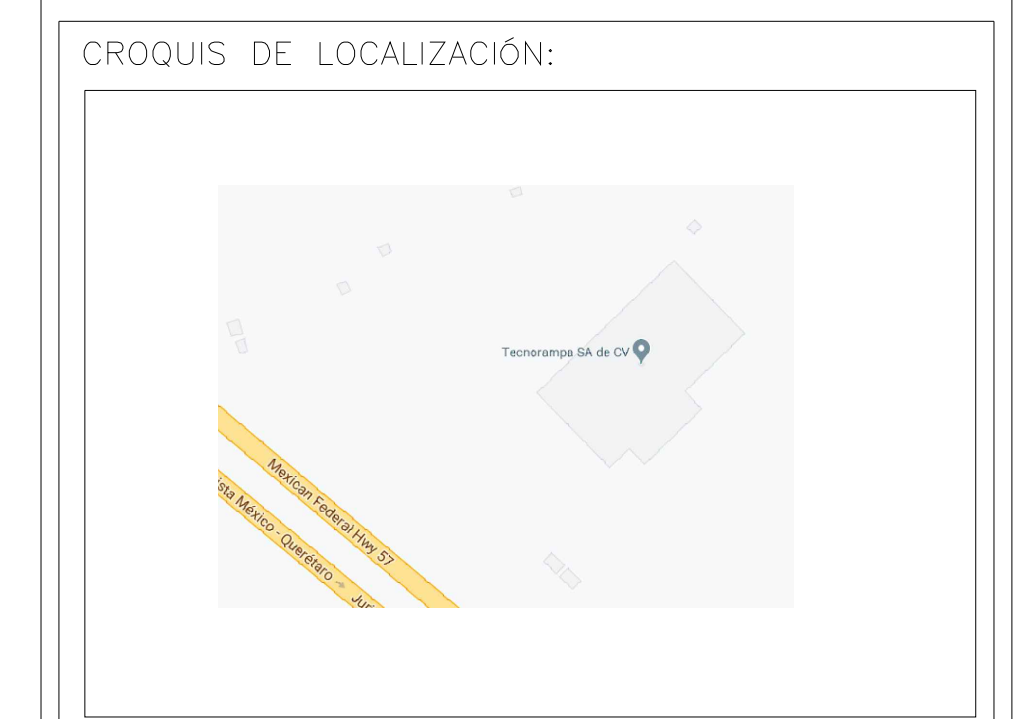 CROQUIS DE LOCALIZACIÓN:
Tecnorampa SA de CV
Mexican Federal Hwy 57
ista México - Querétaro